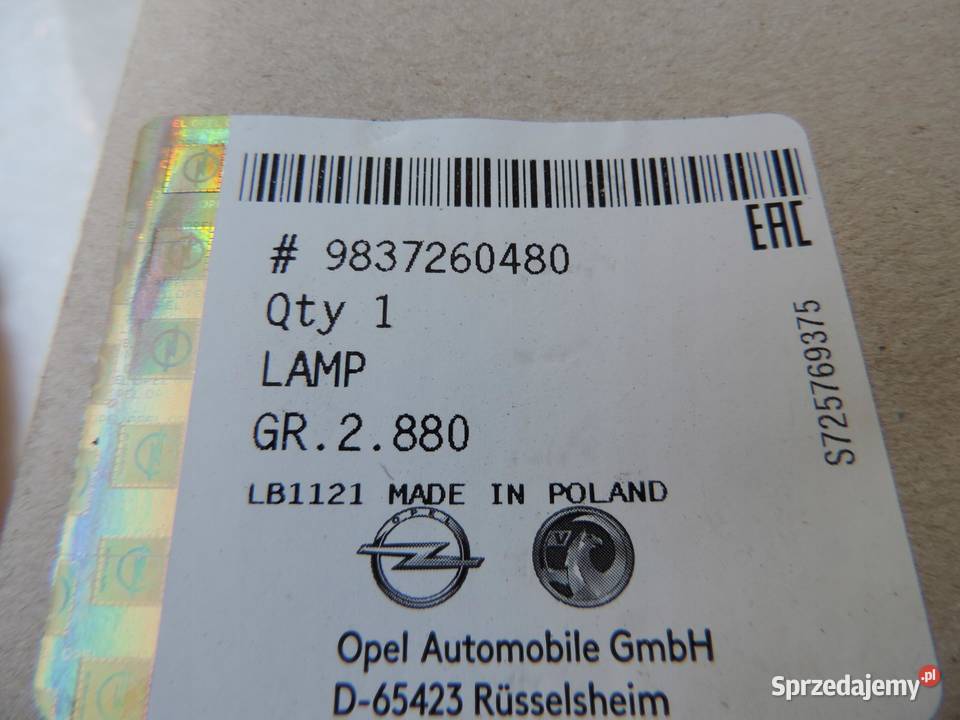 EAC
# 9837260480
Qty 1
LAMP
GR.2.880
S725769375
LB1121 MADE IN POLAND
OPEL
V
Opel Automobile GmbH
D-65423 Rüsselsheim
Sprzedajemy.pl